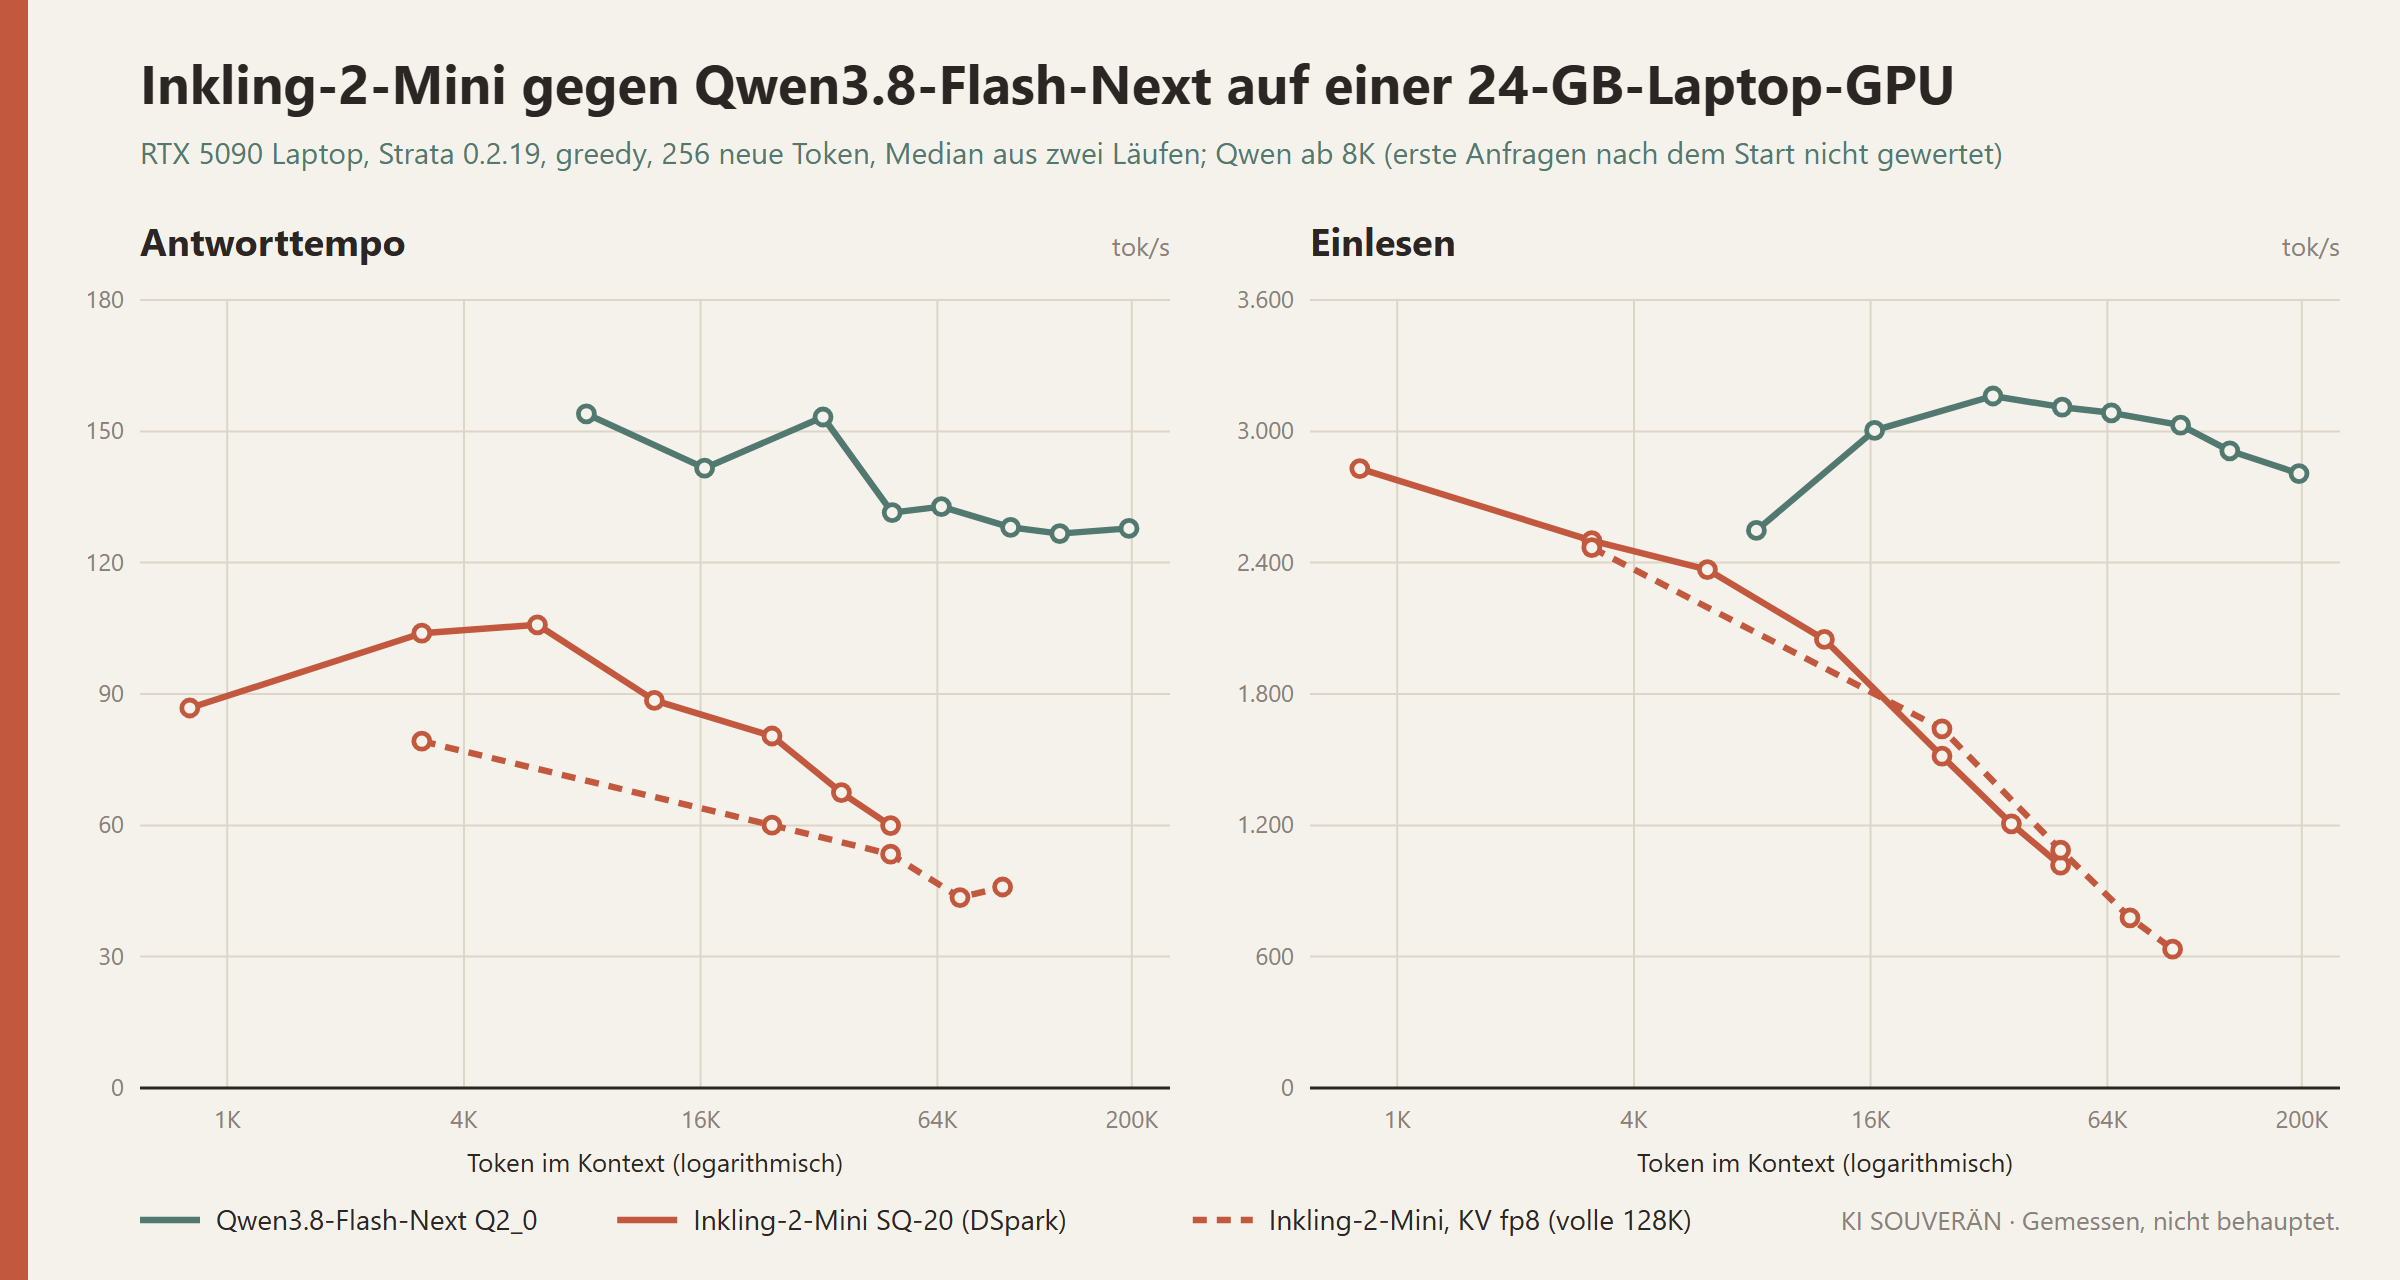 Inkling-2-Mini gegen Qwen3.8-Flash-Next auf einer 24-GB-Laptop-GPU
RTX 5090 Laptop, Strata 0.2.19, greedy, 256 neue Token, Median aus zwei Läufen; Qwen ab 8K (erste Anfragen nach dem Start nicht gewertet)
Antworttempo
tok/s
180
150
120
90
60
30
0
1K
4K
16K
64K
200K
Token im Kontext (logarithmisch)
Einlesen
tok/s
3.600
3.000
2.400
1.800
1.200
600
0
1K
4K
16K
64K
200K
Token im Kontext (logarithmisch)
Qwen3.8-Flash-Next Q2_0
Inkling-2-Mini SQ-20 (DSpark)
Inkling-2-Mini, KV fp8 (volle 128K)
KI SOUVERÄN · Gemessen, nicht behauptet.